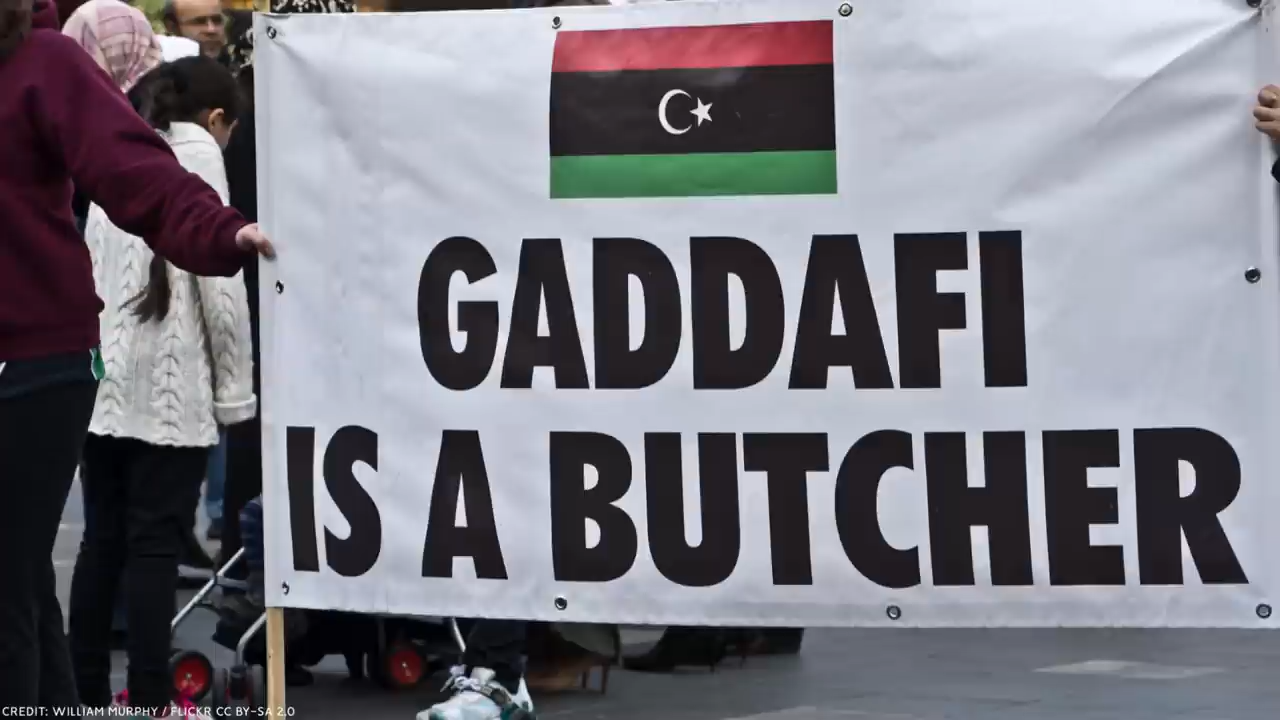 GADDAFI
IS A BUTCHER
CREDIT: WILLIAM MURPHY / FLICKR CC BY-SA 2.0